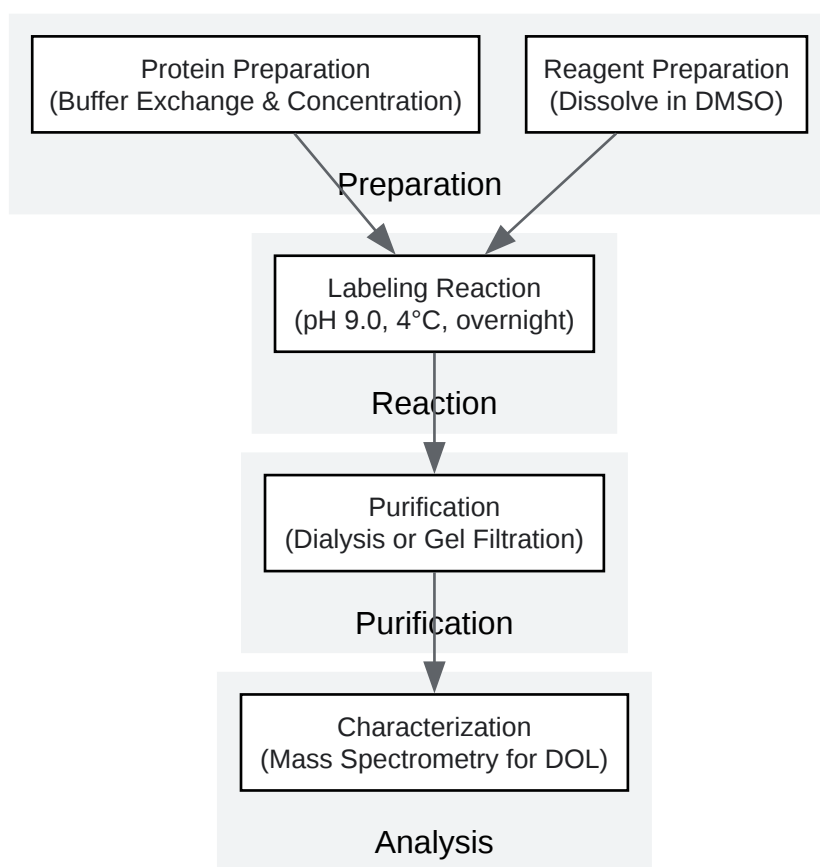 Protein Preparation
(Buffer Exchange & Concentration)
Reagent Preparation
(Dissolve in DMSO)
Preparation
Labeling Reaction
(pH 9.0, 4°C, overnight)
Reaction
Purification
(Dialysis or Gel Filtration)
Purification
Characterization
(Mass Spectrometry for DOL)
Analysis